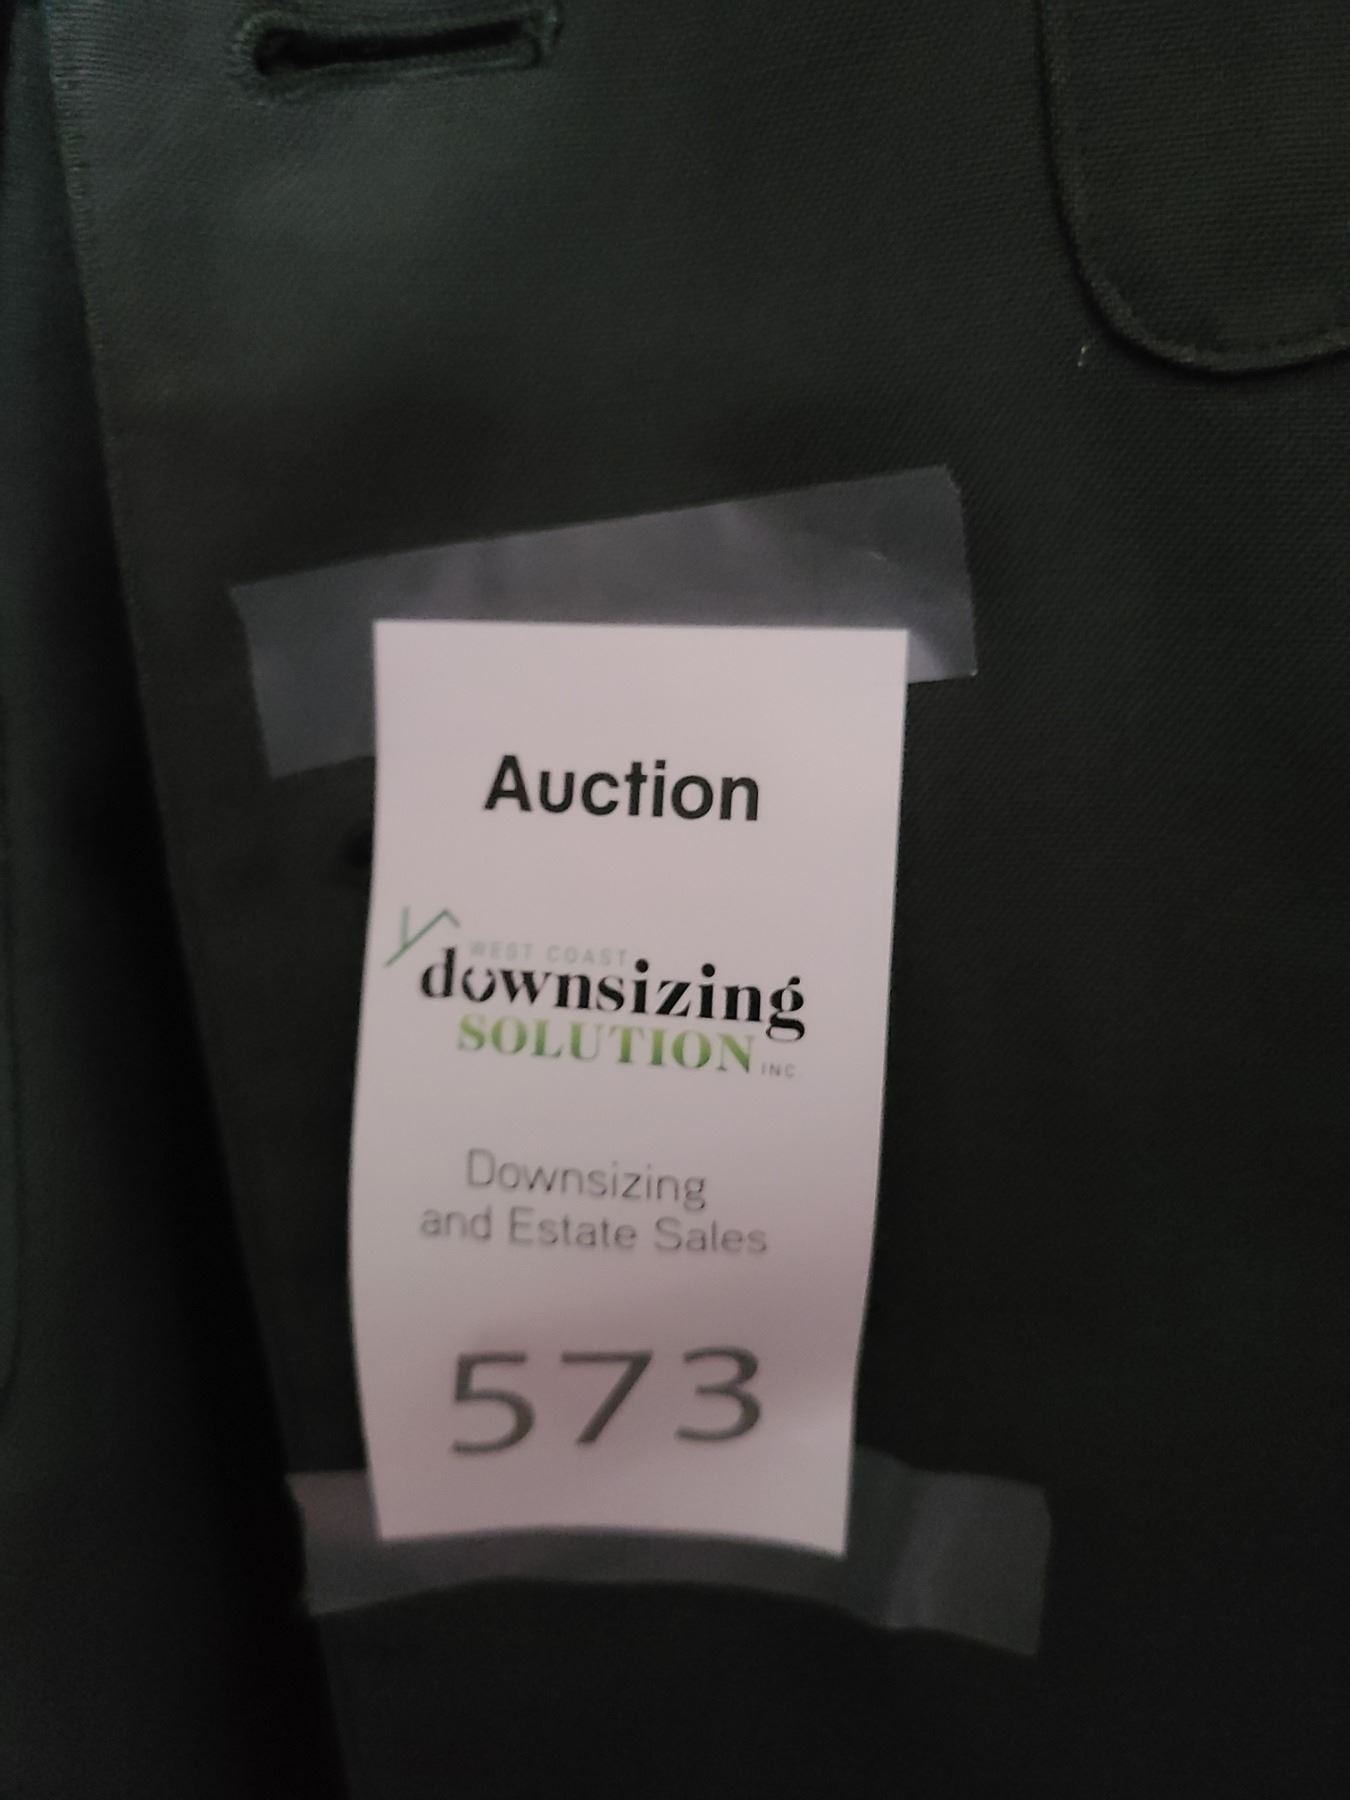 Auction
WEST COAST
downsizing
SOLUTION INC.
Downsizing
and Estate Sales
573